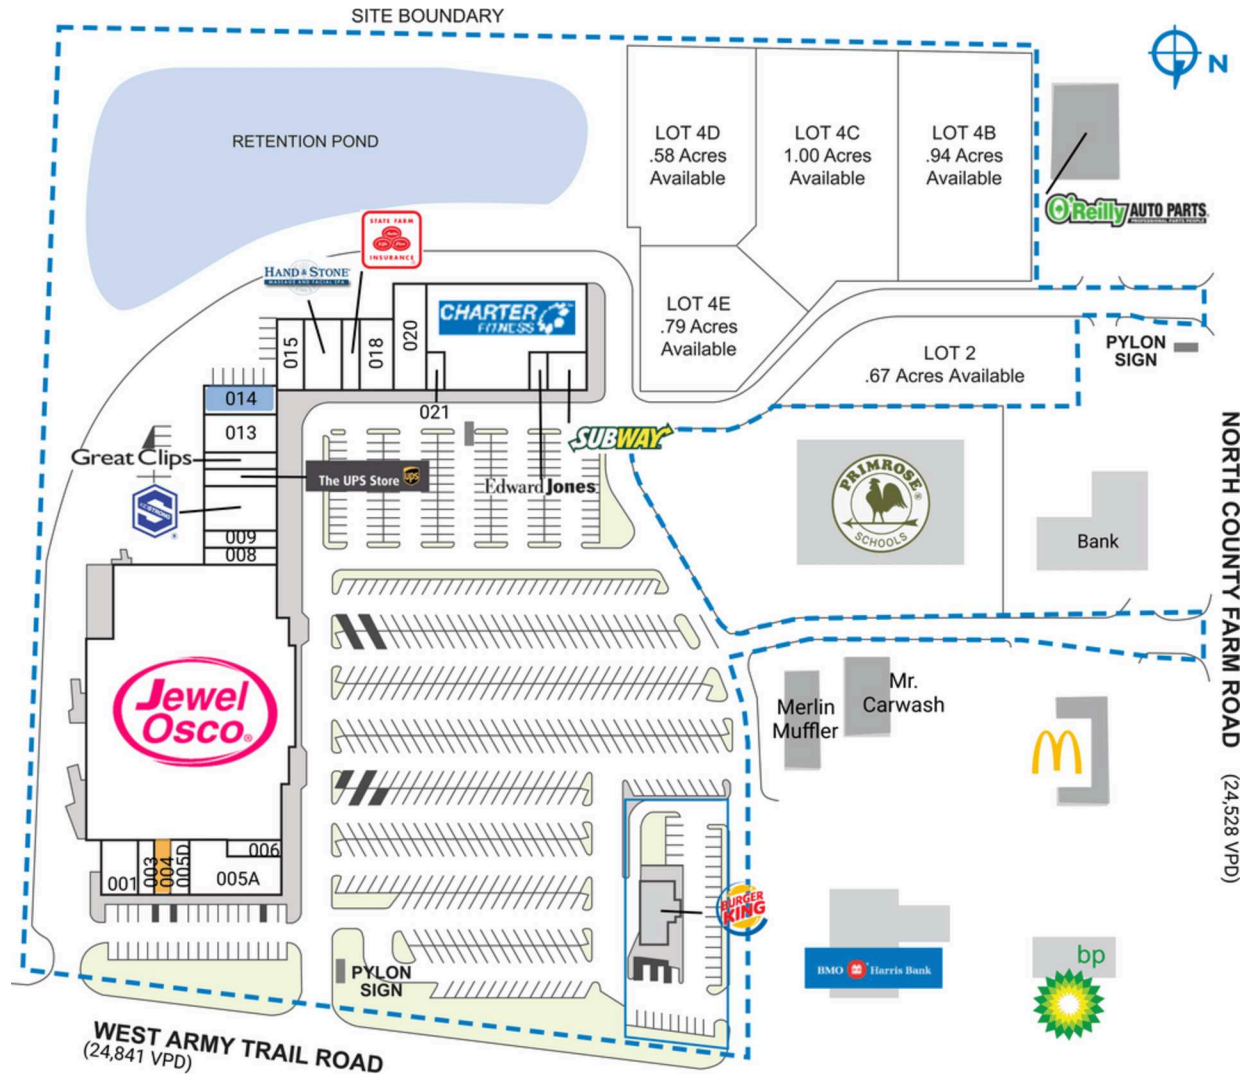 SITE BOUNDARY
N
RETENTION POND
LOT 4D
.58 Acres
Available
LOT 4C
1.00 Acres
Available
LOT 4B
.94 Acres
Available
O'Reilly AUTO PARTS
PROFESSIONAL PARTS PEOPLE
STATE FARM
INSURANCE
HAND & STONE
MASSAGE AND FACIAL SPA
CHARTER
FITNESS
015
018
020
021
LOT 4E
.79 Acres
Available
LOT 2
.67 Acres Available
PYLON
SIGN
014
013
Great Clips
The UPS Store
ups
SUBWAY
Edward Jones
009
008
PRIMROSE
SCHOOLS
Bank
NORTH COUNTY FARM ROAD
(24,528 VPD)
Jewel
Osco
Merlin
Muffler
Mr.
Carwash
001
003
004
005D
006
005A
BURGER
KING
BMO Harris Bank
bp
PYLON
SIGN
WEST ARMY TRAIL ROAD
(24,841 VPD)